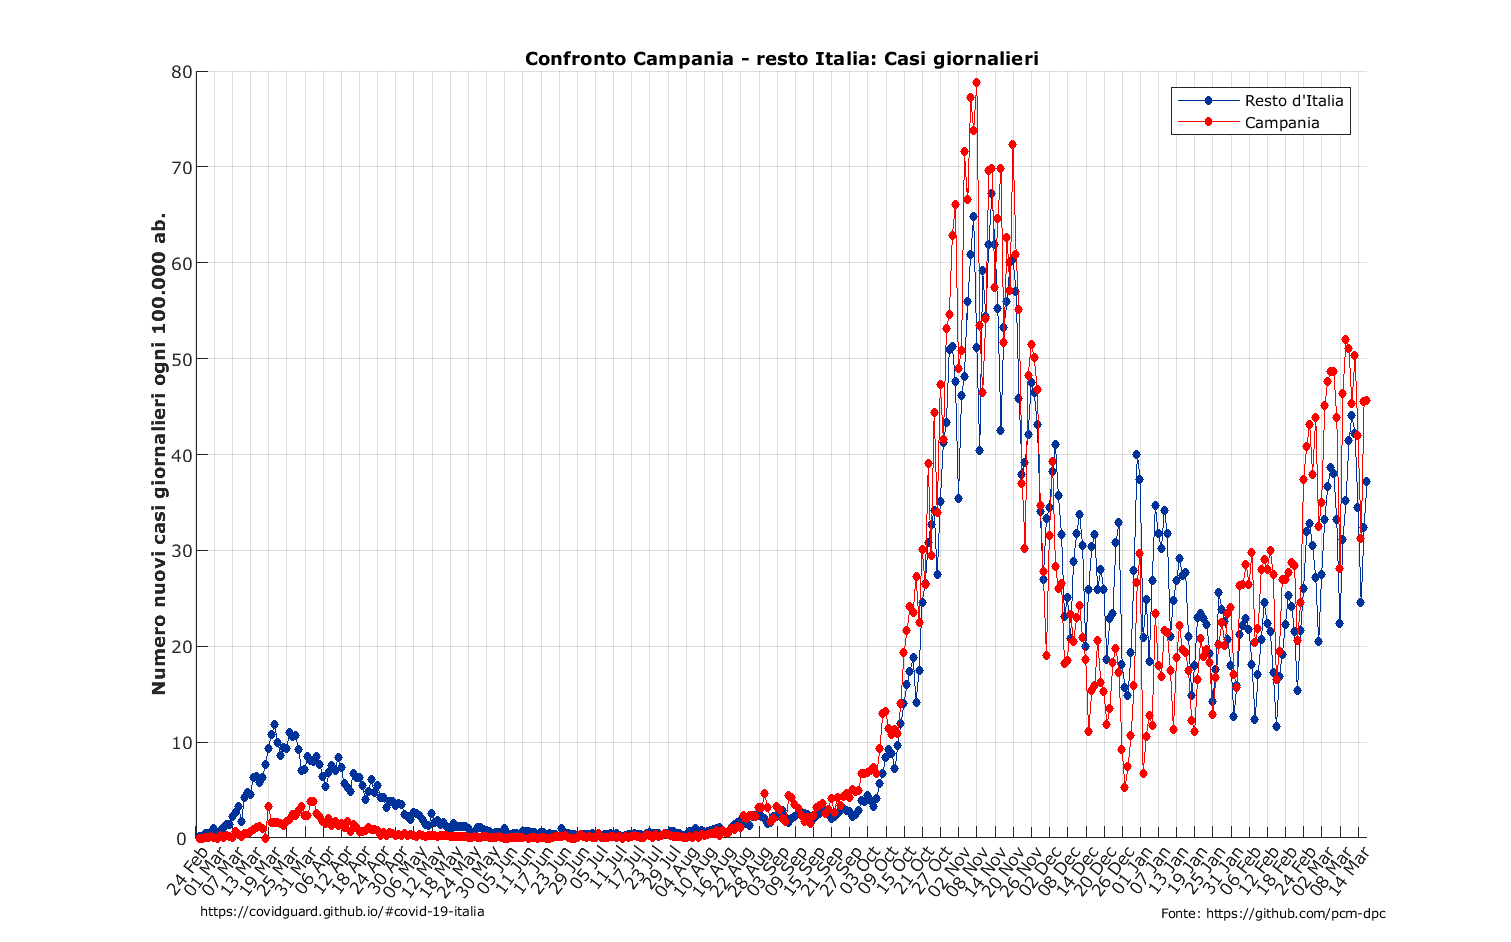 Confronto Campania - resto Italia: Casi giornalieri
Numero nuovi casi giornalieri ogni 100.000 ab.
80
70
60
50
40
30
20
10
0
Resto d'Italia
Campania
24 Feb
01 Mar
07 Mar
13 Mar
19 Mar
25 Mar
31 Mar
06 Apr
12 Apr
18 Apr
24 Apr
30 Apr
06 May
12 May
18 May
24 May
30 May
05 Jun
11 Jun
17 Jun
23 Jun
29 Jun
05 Jul
11 Jul
17 Jul
23 Jul
29 Jul
04 Aug
10 Aug
16 Aug
22 Aug
28 Aug
03 Sep
09 Sep
15 Sep
21 Sep
27 Sep
03 Oct
09 Oct
15 Oct
21 Oct
27 Oct
02 Nov
08 Nov
14 Nov
20 Nov
26 Nov
02 Dec
08 Dec
14 Dec
20 Dec
26 Dec
01 Jan
07 Jan
13 Jan
19 Jan
25 Jan
31 Jan
06 Feb
12 Feb
18 Feb
24 Feb
02 Mar
08 Mar
14 Mar
https://covidguard.github.io/#covid-19-italia
Fonte: https://github.com/pcm-dpc